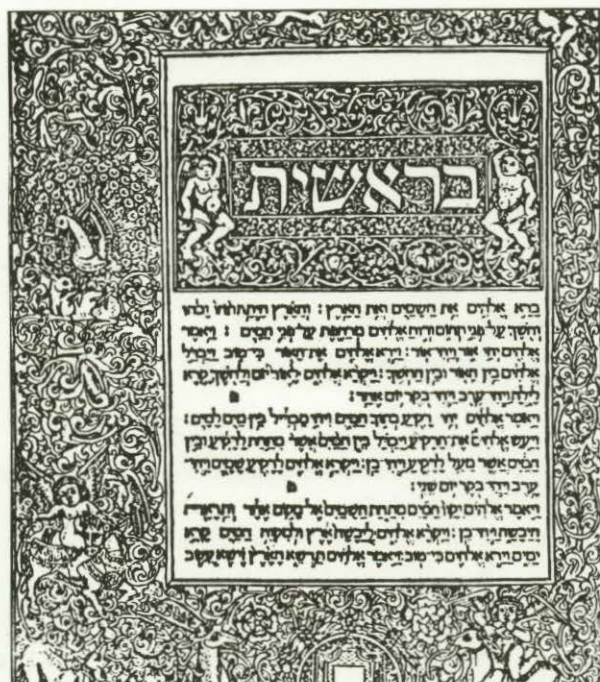 בראשית
ברא אלהים את השמים ואת הארץ : והארץ היתה תהו ובהו
וחשך על פני תהום ורוח אלהים מרחפת על פני המים : ויאמר
אלהים יהי אור ויהי אור : וירא אלהים את האור כי טוב ויבדל
אלהים בין האור ובין החשך : ויקרא אלהים לאור יום ולחשך קרא
לילה ויהי ערב ויהי בקר יום אחד :
ויאמר אלהים יהי רקיע בתוך המים ויהי מבדיל בין מים למים :
ויעש אלהים את הרקיע ויבדל בין המים אשר מתחת לרקיע ובין
המים אשר מעל לרקיע ויהי כן : ויקרא אלהים לרקיע שמים ויהי
ערב ויהי בקר יום שני :
ויאמר אלהים יקוו המים מתחת השמים אל מקום אחד ותראה
היבשה ויהי כן : ויקרא אלהים ליבשה ארץ ולמקוה המים קרא
ימים וירא אלהים כי טוב : ויאמר אלהים תדשא הארץ דשא עשב